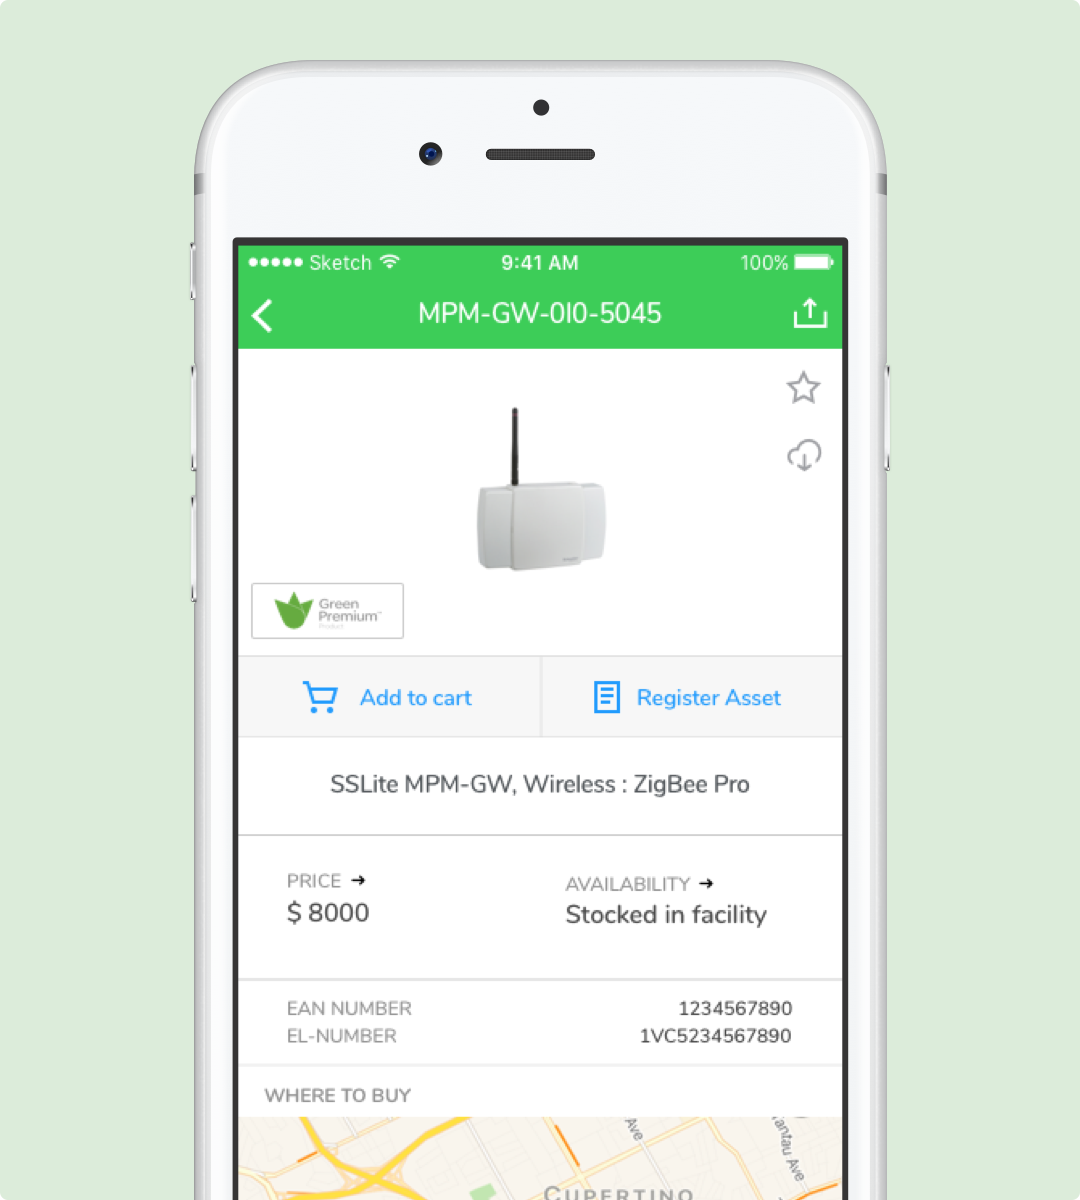 Sketch 9:41 AM 100%
MPM-GW-0I0-5045
Green
Premium™
Product
Add to cart Register Asset
SSLite MPM-GW, Wireless : ZigBee Pro
PRICE ➔ AVAILABILITY ➔
$ 8000 Stocked in facility
EAN NUMBER 1234567890
EL-NUMBER 1VC5234567890
WHERE TO BUY
Ave
Ave
CUPERTINO